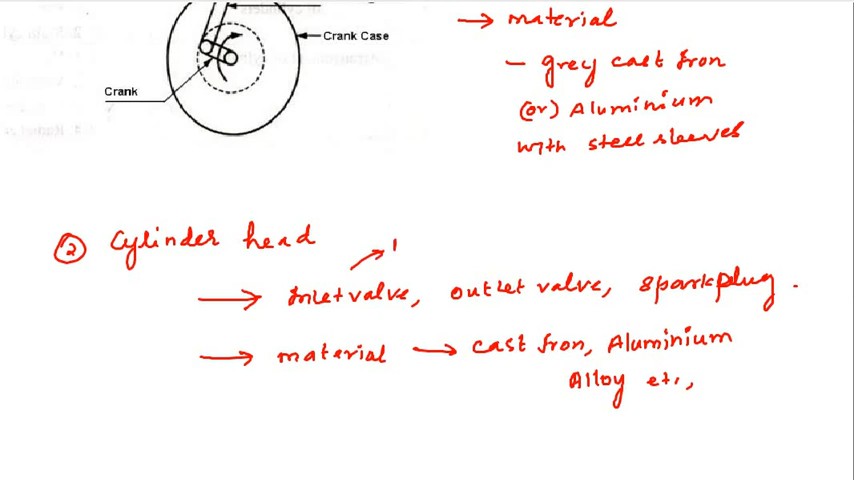 Crank Case
Crank
→ material
- grey cast Iron
(or) Aluminium
with steel sleeves
② Cylinder head
→ Inlet valve, outlet valve, sparkplug.
→ material → cast Iron, Aluminium
Alloy etc.,